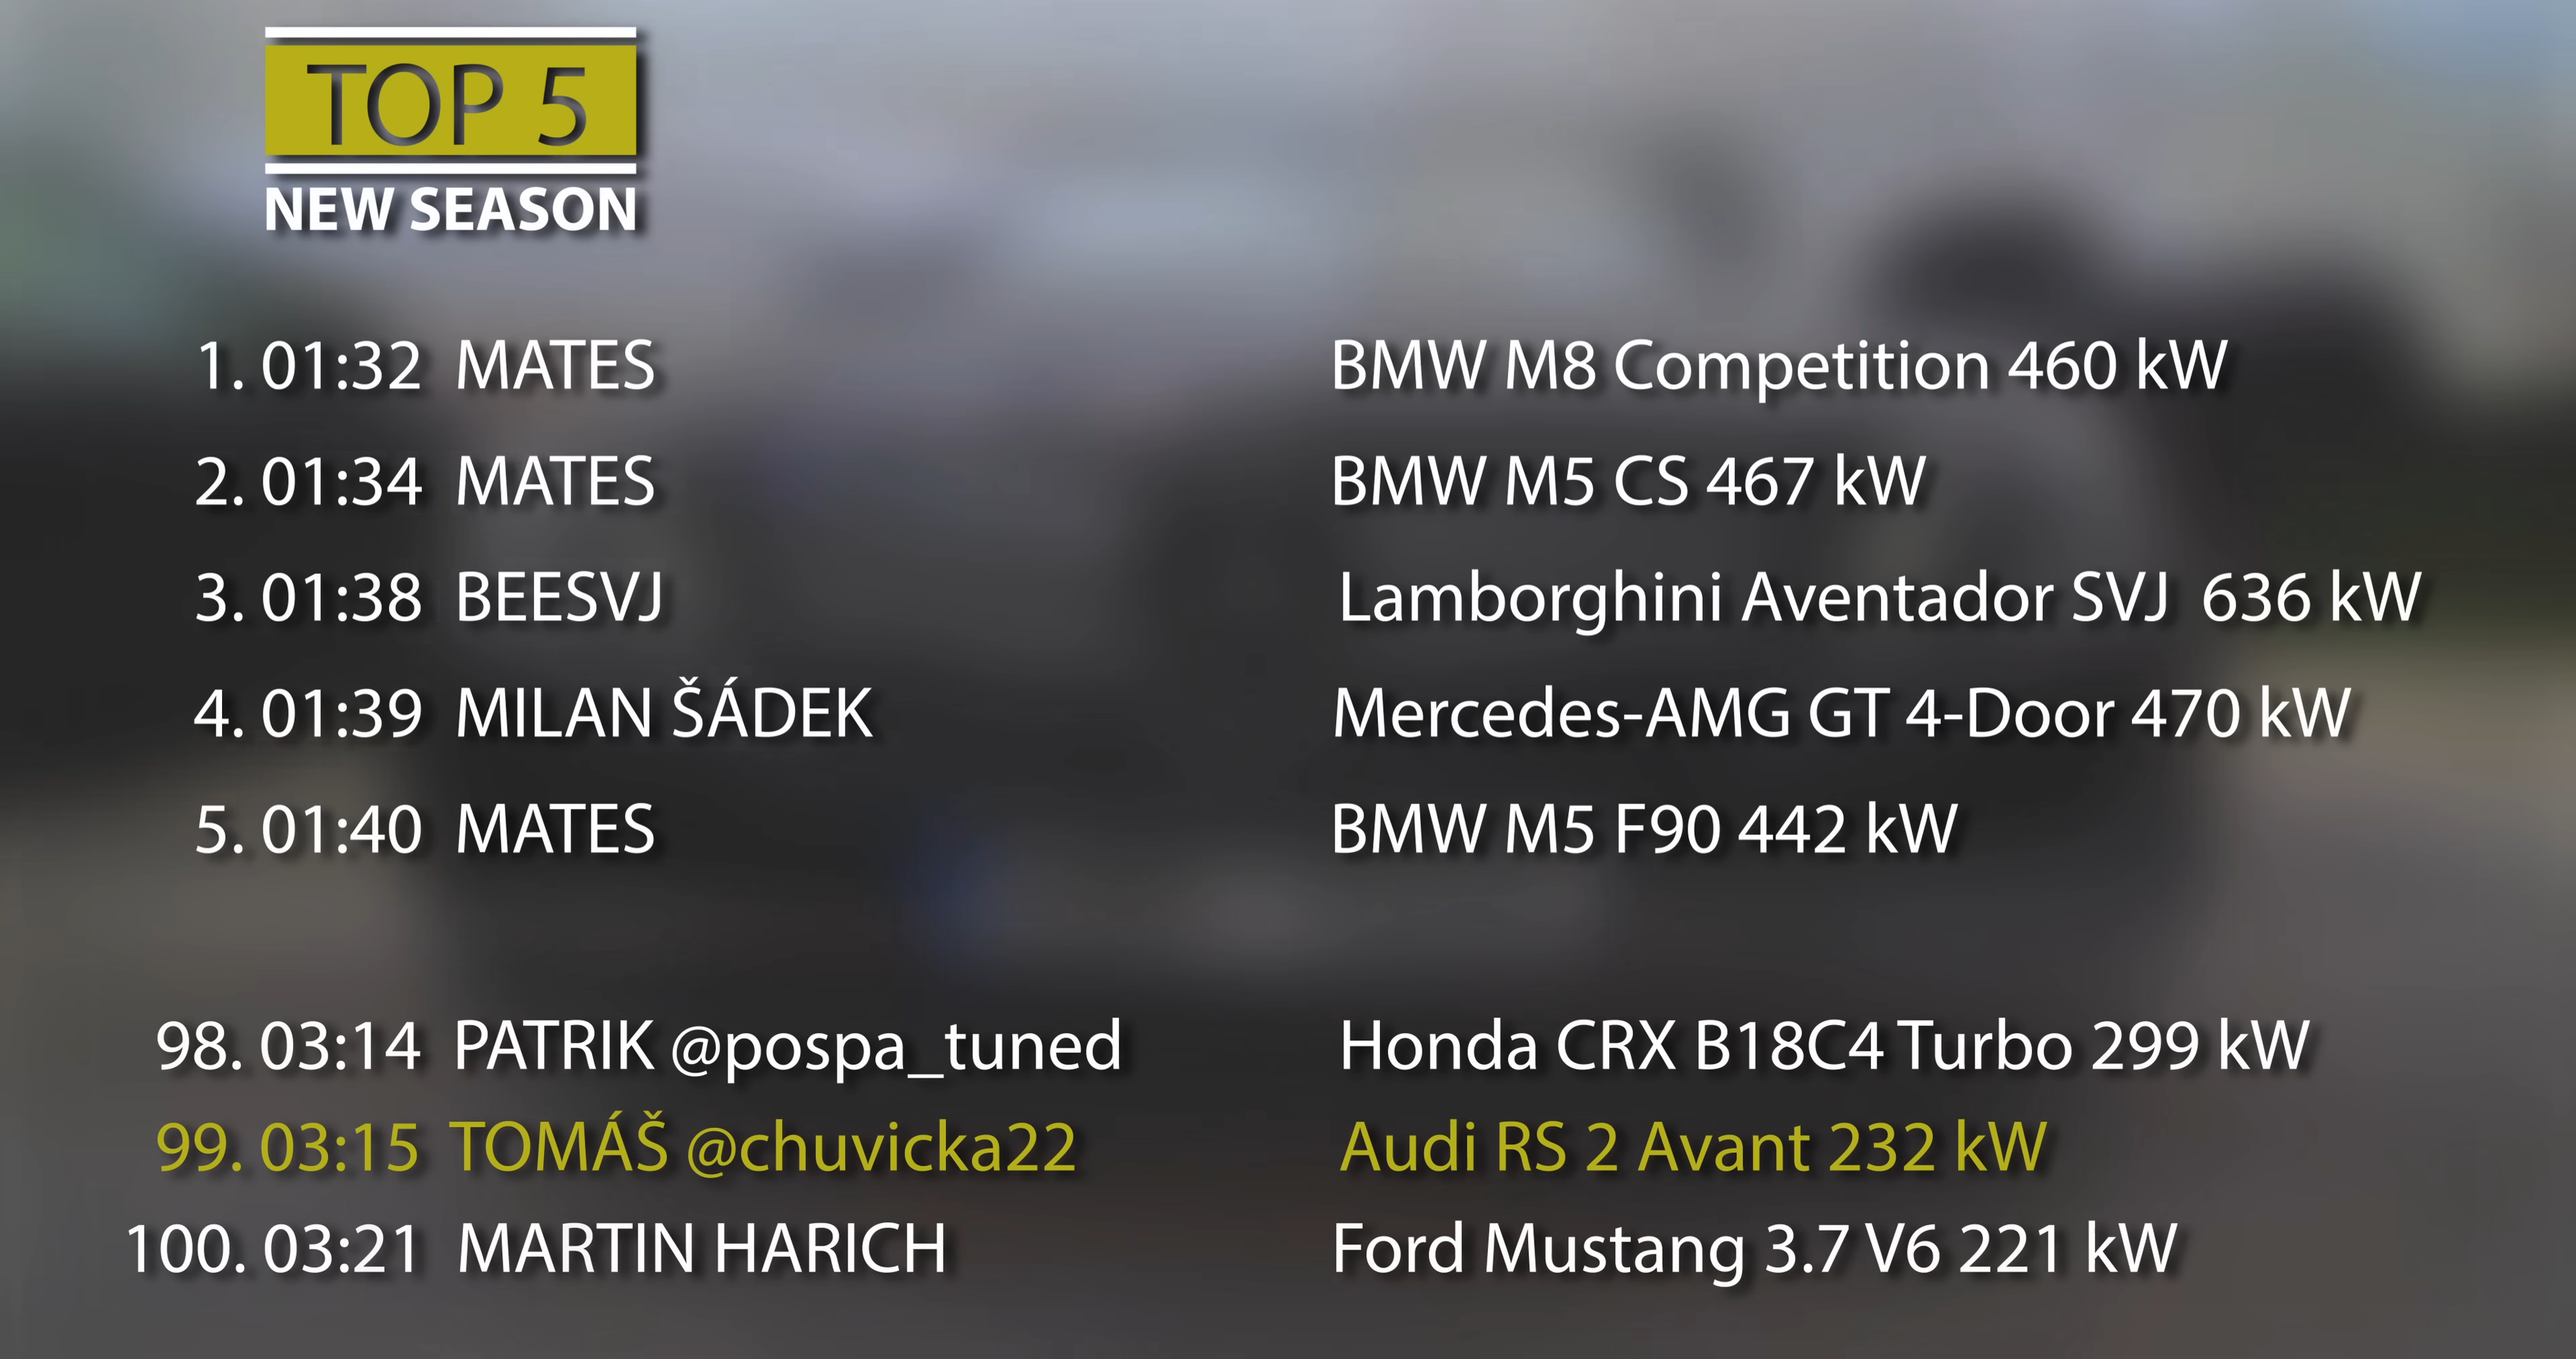 TOP 5
NEW SEASON
1. 01:32 MATES BMW M8 Competition 460 kW
2. 01:34 MATES BMW M5 CS 467 kW
3. 01:38 BEESVJ Lamborghini Aventador SVJ 636 kW
4. 01:39 MILAN ŠÁDEK Mercedes-AMG GT 4-Door 470 kW
5. 01:40 MATES BMW M5 F90 442 kW
98. 03:14 PATRIK @pospa_tuned Honda CRX B18C4 Turbo 299 kW
99. 03:15 TOMÁŠ @chuvicka22 Audi RS 2 Avant 232 kW
100. 03:21 MARTIN HARICH Ford Mustang 3.7 V6 221 kW